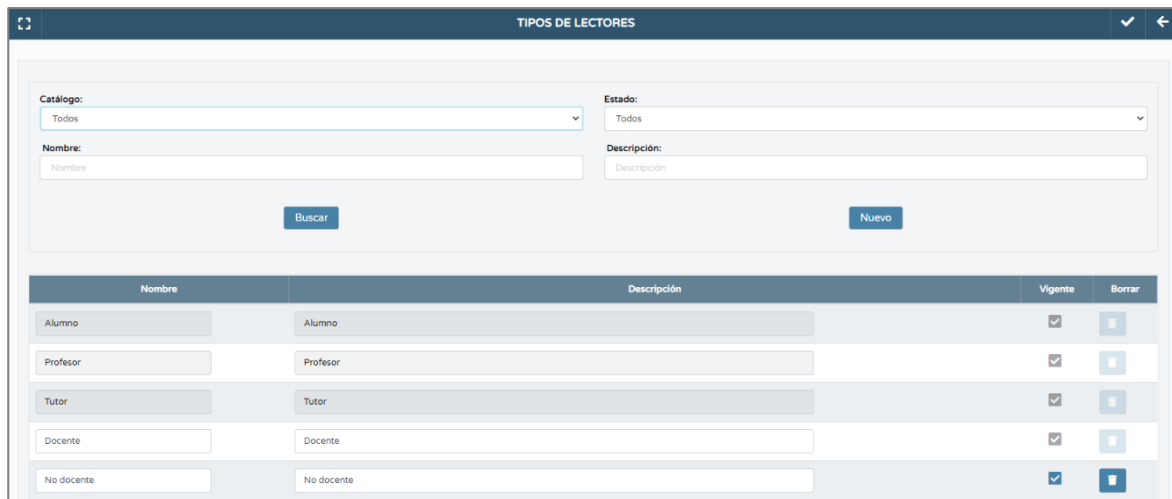 TIPOS DE LECTORES
Catálogo: Estado:
Todos Todos
Nombre: Descripción:
Nombre Descripción
Buscar Nuevo
Nombre Descripción Vigente Borrar
Alumno Alumno
Profesor Profesor
Tutor Tutor
Docente Docente
No docente No docente